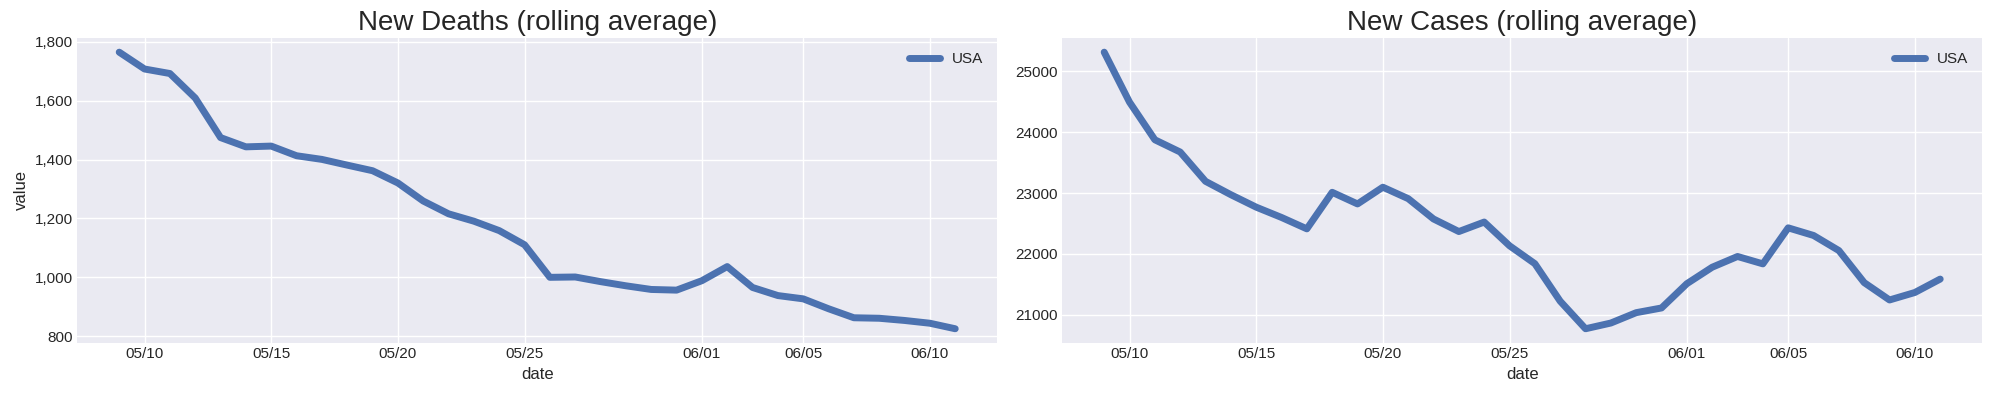 New Deaths (rolling average)
1,800
1,600
1,400
1,200
1,000
800
value
USA
05/10 05/15 05/20 05/25 06/01 06/05 06/10
date
New Cases (rolling average)
25000
24000
23000
22000
21000
USA
05/10 05/15 05/20 05/25 06/01 06/05 06/10
date